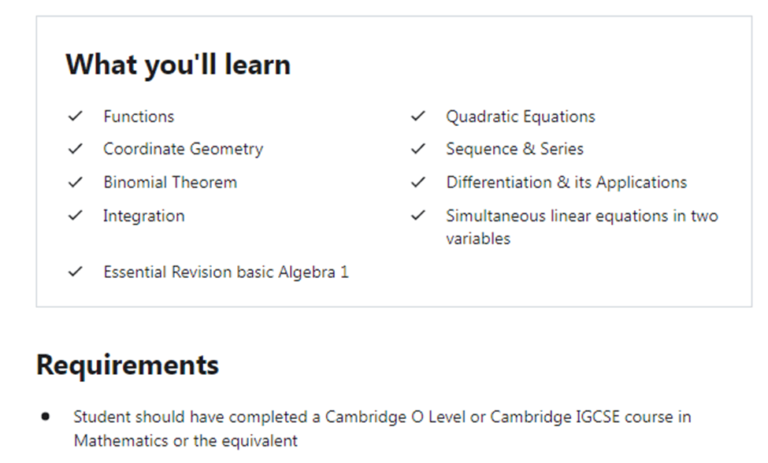 What you'll learn
Functions
Quadratic Equations
Coordinate Geometry
Sequence & Series
Binomial Theorem
Differentiation & its Applications
Integration
Simultaneous linear equations in two
variables
Essential Revision basic Algebra 1
Requirements
Student should have completed a Cambridge O Level or Cambridge IGCSE course in
Mathematics or the equivalent